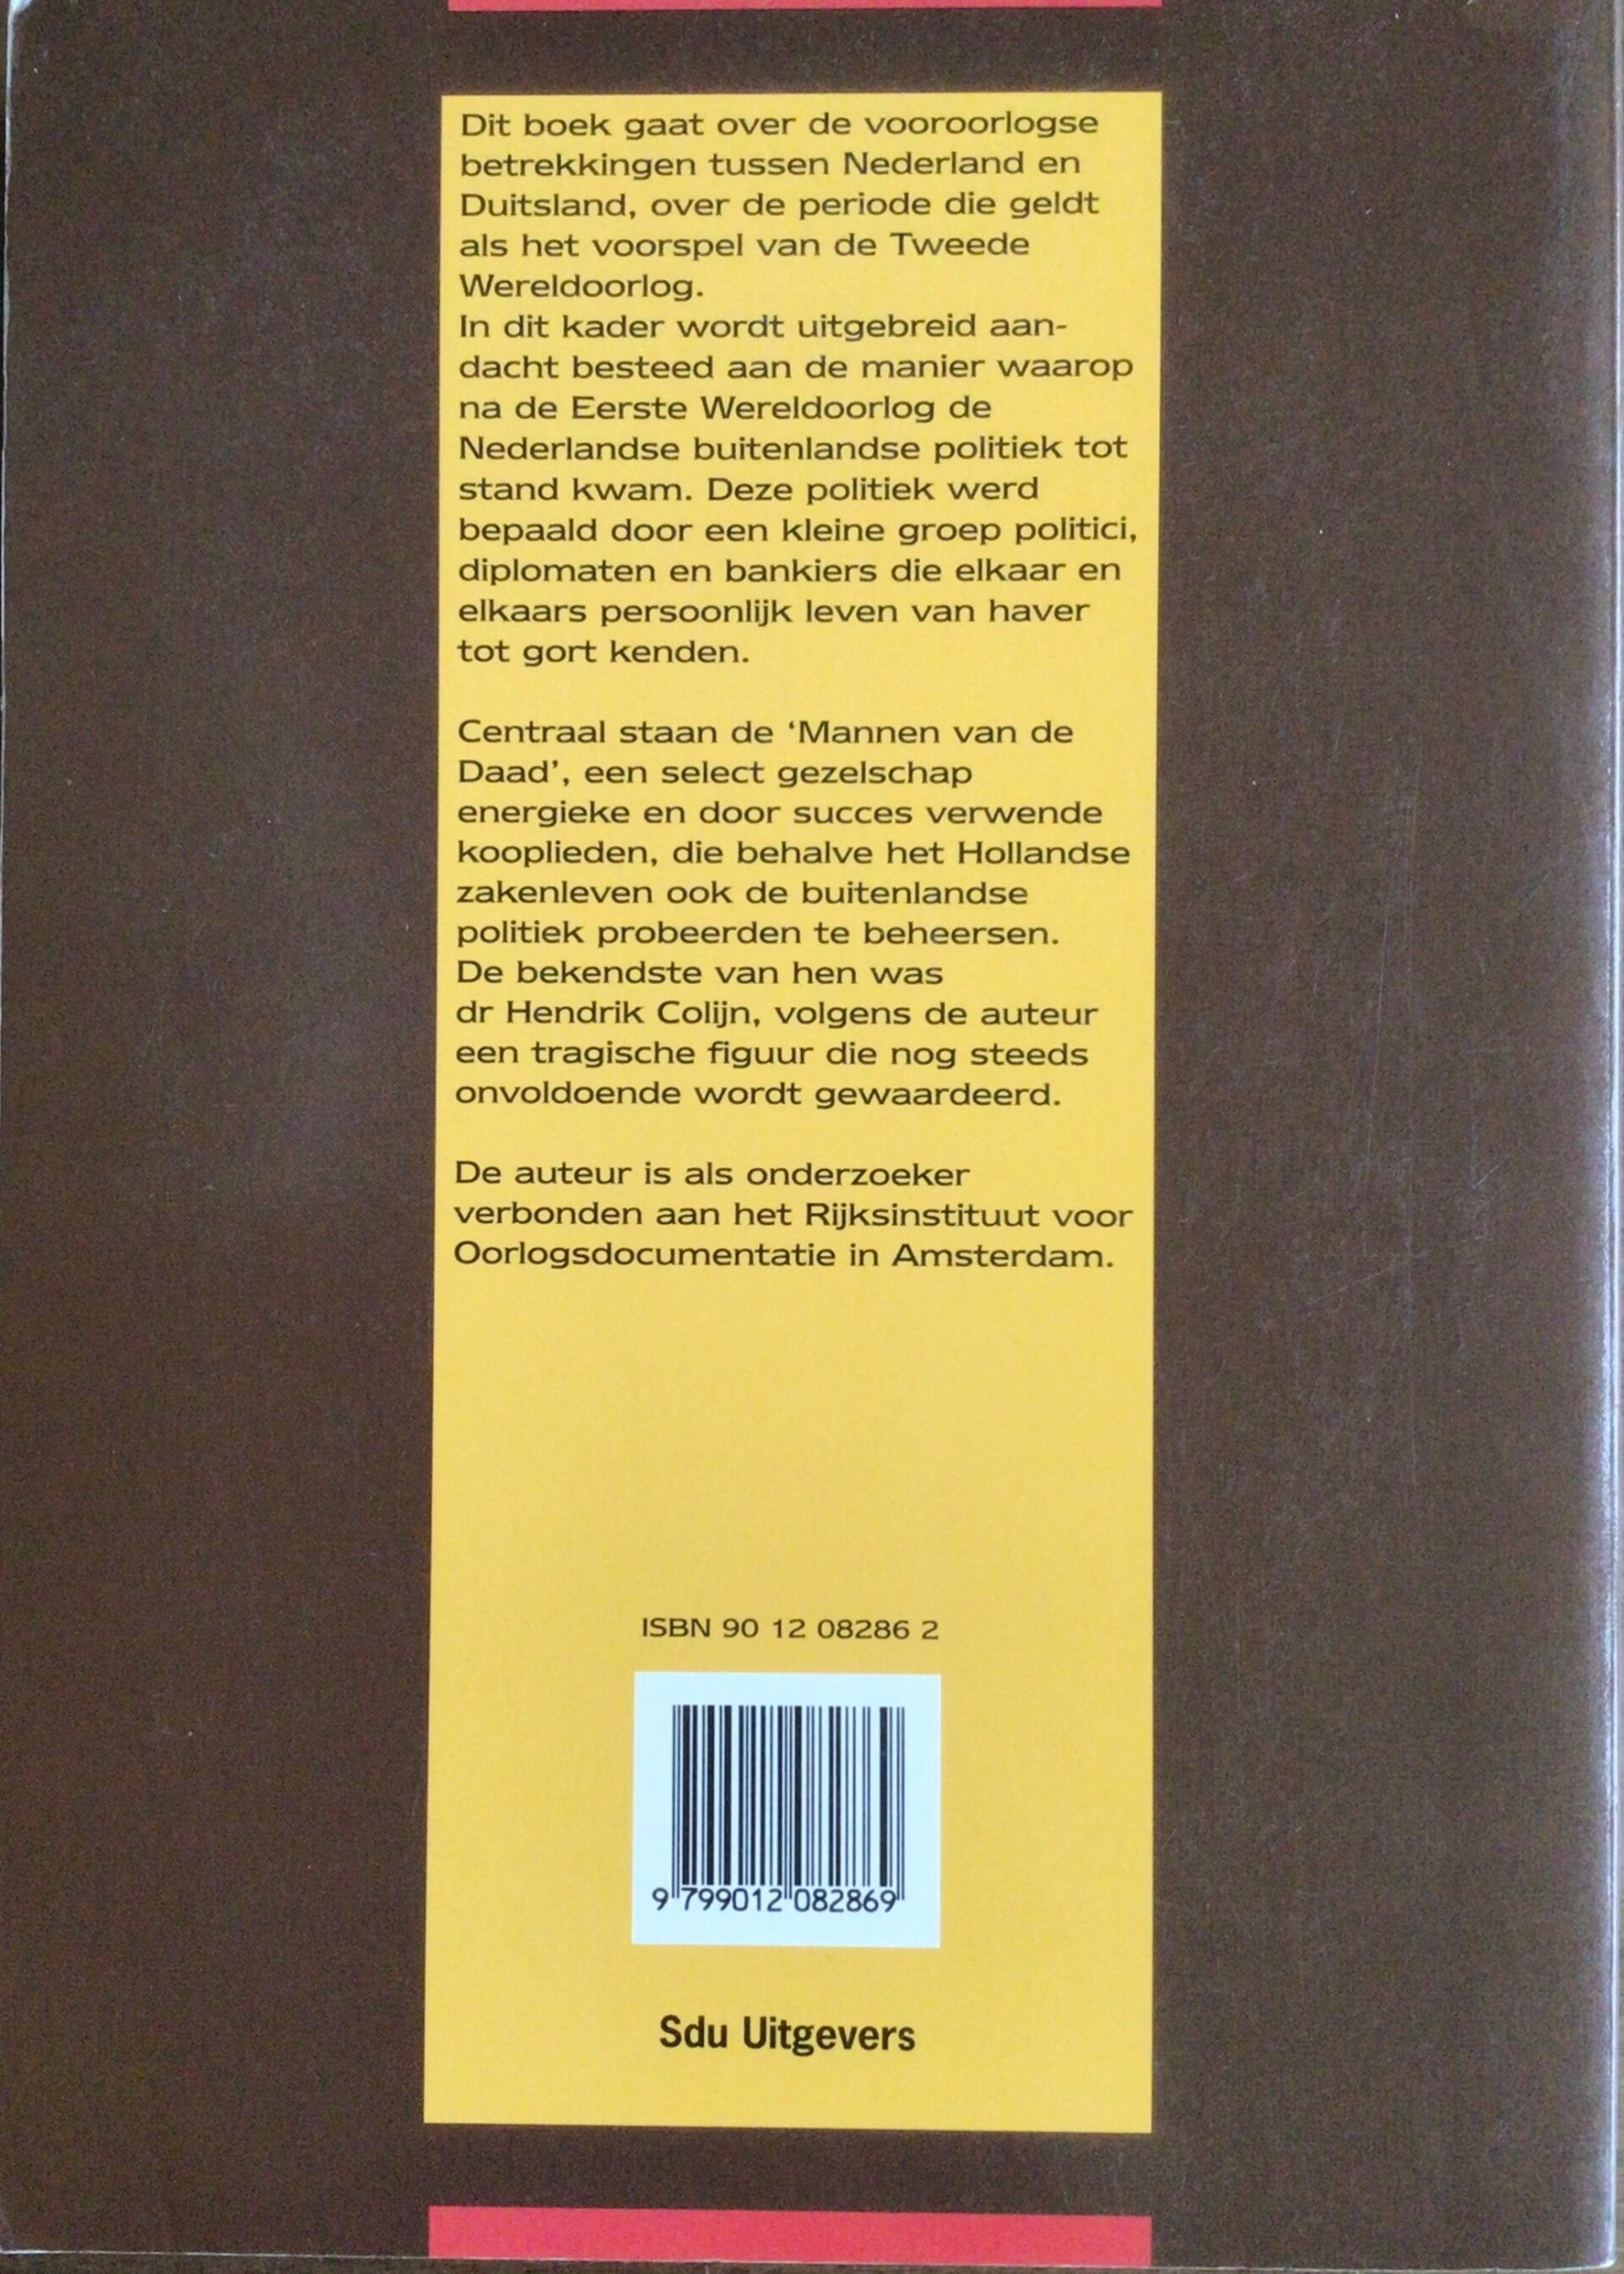 Dit boek gaat over de vooroorlogse
betrekkingen tussen Nederland en
Duitsland, over de periode die geldt
als het voorspel van de Tweede
Wereldoorlog.
In dit kader wordt uitgebreid aan-
dacht besteed aan de manier waarop
na de Eerste Wereldoorlog de
Nederlandse buitenlandse politiek tot
stand kwam. Deze politiek werd
bepaald door een kleine groep politici,
diplomaten en bankiers die elkaar en
elkaars persoonlijk leven van haver
tot gort kenden.
Centraal staan de ‘Mannen van de
Daad’, een select gezelschap
energieke en door succes verwende
kooplieden, die behalve het Hollandse
zakenleven ook de buitenlandse
politiek probeerden te beheersen.
De bekendste van hen was
dr Hendrik Colijn, volgens de auteur
een tragische figuur die nog steeds
onvoldoende wordt gewaardeerd.
De auteur is als onderzoeker
verbonden aan het Rijksinstituut voor
Oorlogsdocumentatie in Amsterdam.
ISBN 90 12 08286 2
9 799012 082869
Sdu Uitgevers